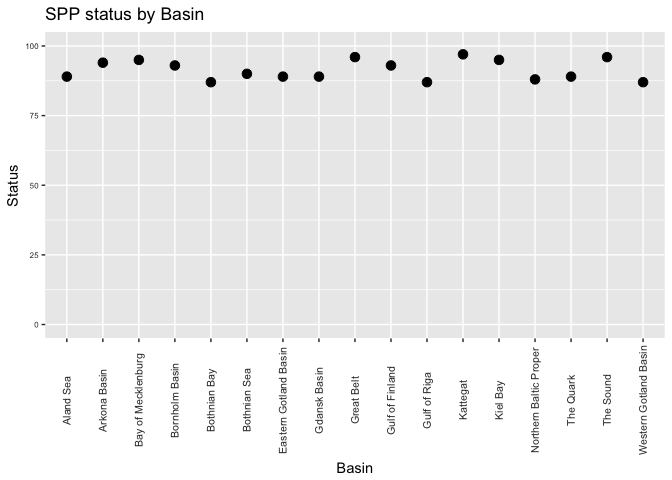 SPP status by Basin
100
75
50
25
0
Status
Aland Sea
Arkona Basin
Bay of Mecklenburg
Bornholm Basin
Bothnian Bay
Bothnian Sea
Eastern Gotland Basin
Gdansk Basin
Great Belt
Gulf of Finland
Gulf of Riga
Kattegat
Kiel Bay
Northern Baltic Proper
The Quark
The Sound
Western Gotland Basin
Basin